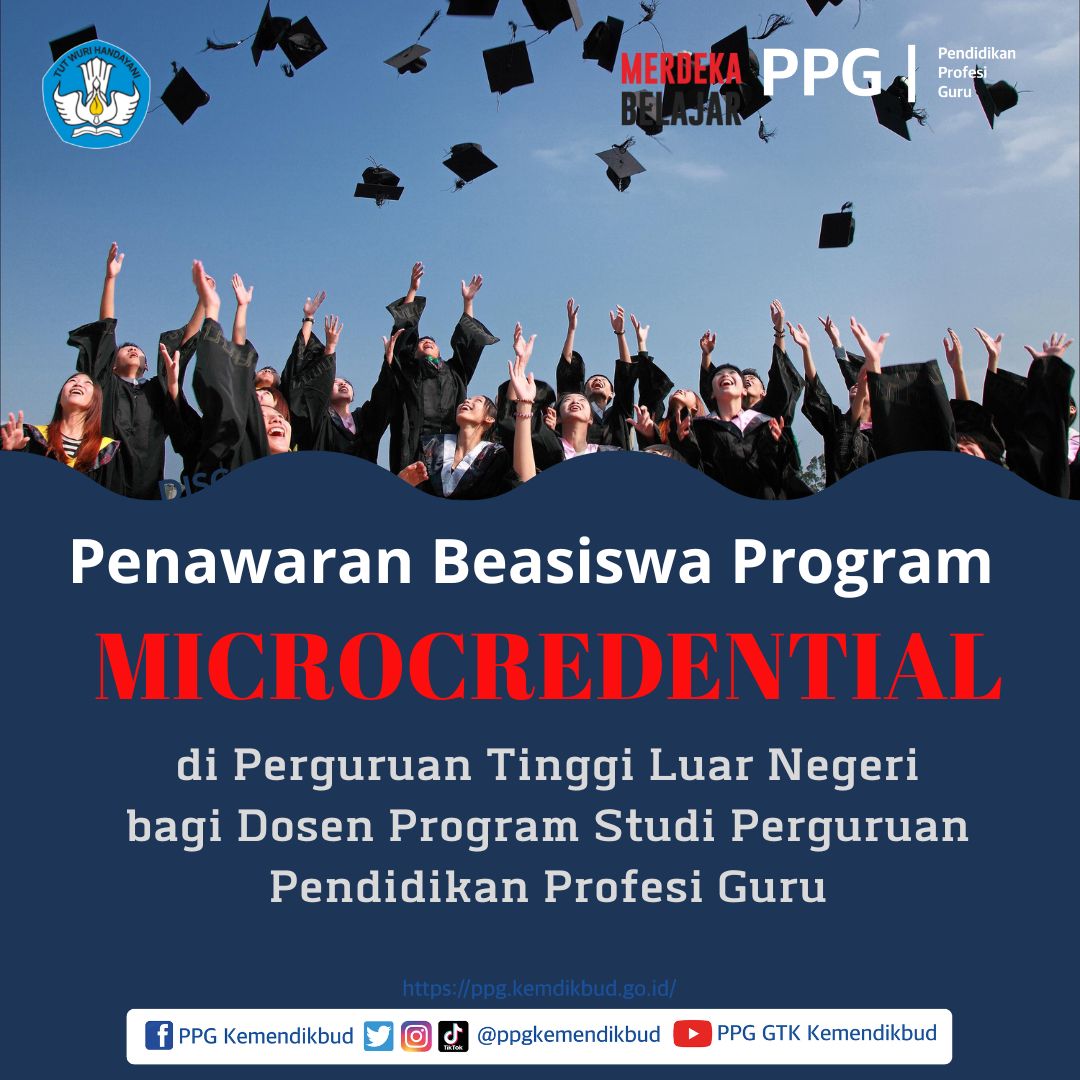 TUT WURI HANDAYANI
MERDEKA
BELAJAR
PPG
Pendidikan
Profesi
Guru
Penawaran Beasiswa Program
MICROCREDENTIAL
di Perguruan Tinggi Luar Negeri
bagi Dosen Program Studi Perguruan
Pendidikan Profesi Guru
https://ppg.kemdikbud.go.id/
PPG Kemendikbud TikTok @ppgkemendikbud PPG GTK Kemendikbud